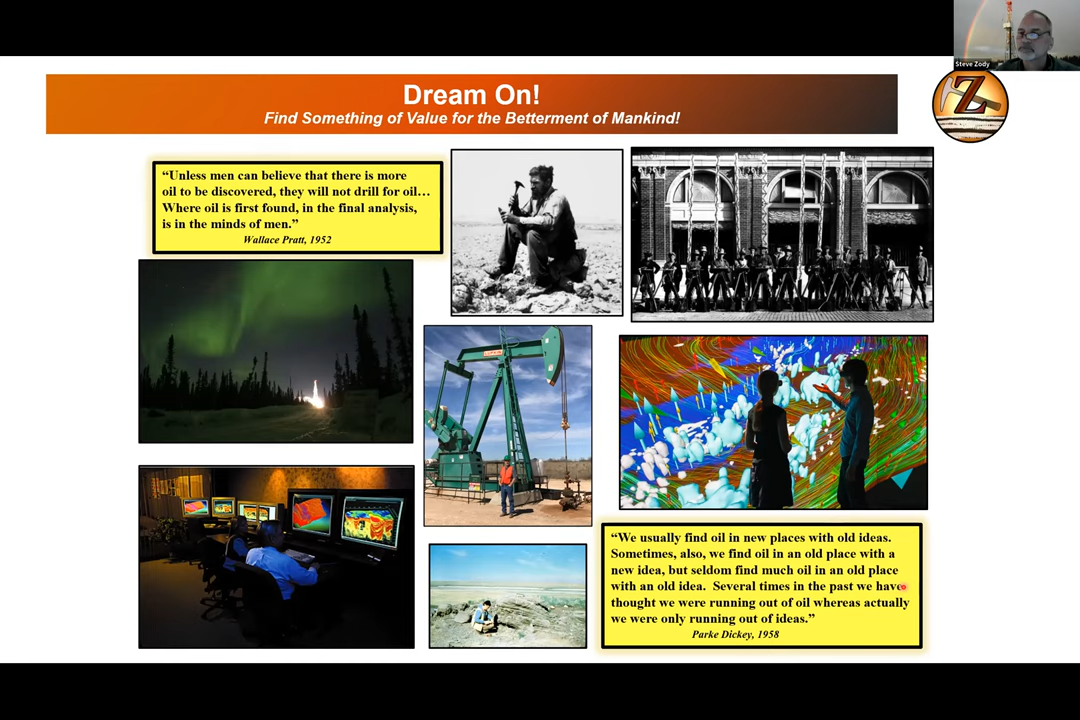 Steve Zody
Z
Dream On!
Find Something of Value for the Betterment of Mankind!
“Unless men can believe that there is more
oil to be discovered, they will not drill for oil…
Where oil is first found, in the final analysis,
is in the minds of men.”
Wallace Pratt, 1952
“We usually find oil in new places with old ideas.
Sometimes, also, we find oil in an old place with a
new idea, but seldom find much oil in an old place
with an old idea.  Several times in the past we have
thought we were running out of oil whereas actually
we were only running out of ideas.”
Parke Dickey, 1958